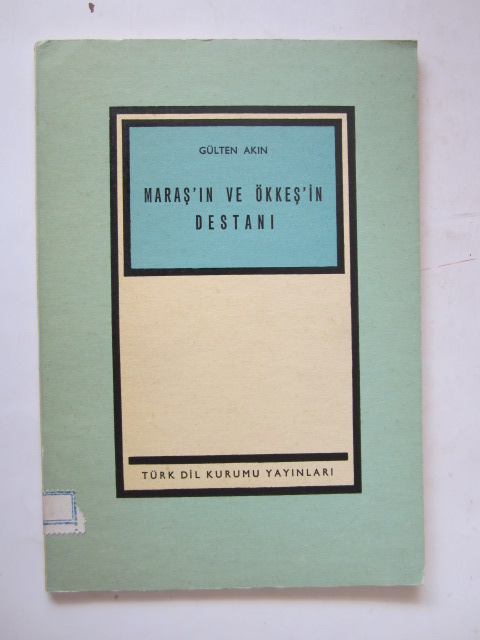 GÜLTEN AKIN
MARAŞ'IN VE ÖKKEŞ'İN
DESTANI
TÜRK DİL KURUMU YAYINLARI